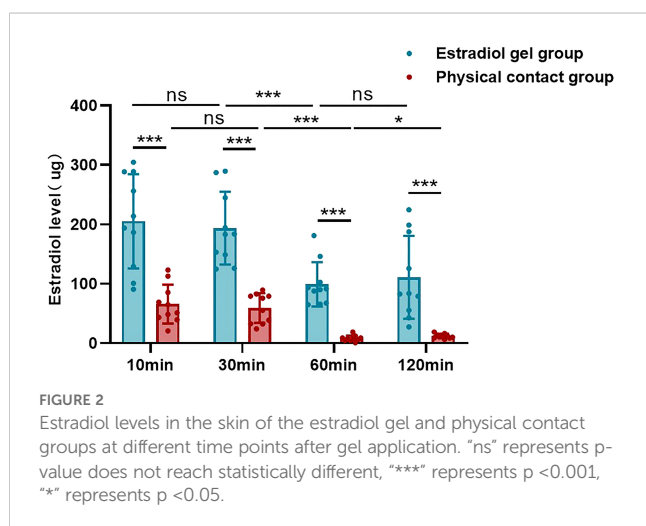 Estradiol gel group
Physical contact group
ns
***
ns
ns
***
*
***
***
***
***
Estradiol level( ug)
400
300
200
100
0
10min
30min
60min
120min
FIGURE 2
Estradiol levels in the skin of the estradiol gel and physical contact
groups at different time points after gel application. “ns” represents p-
value does not reach statistically different, “***” represents p <0.001,
“*” represents p <0.05.